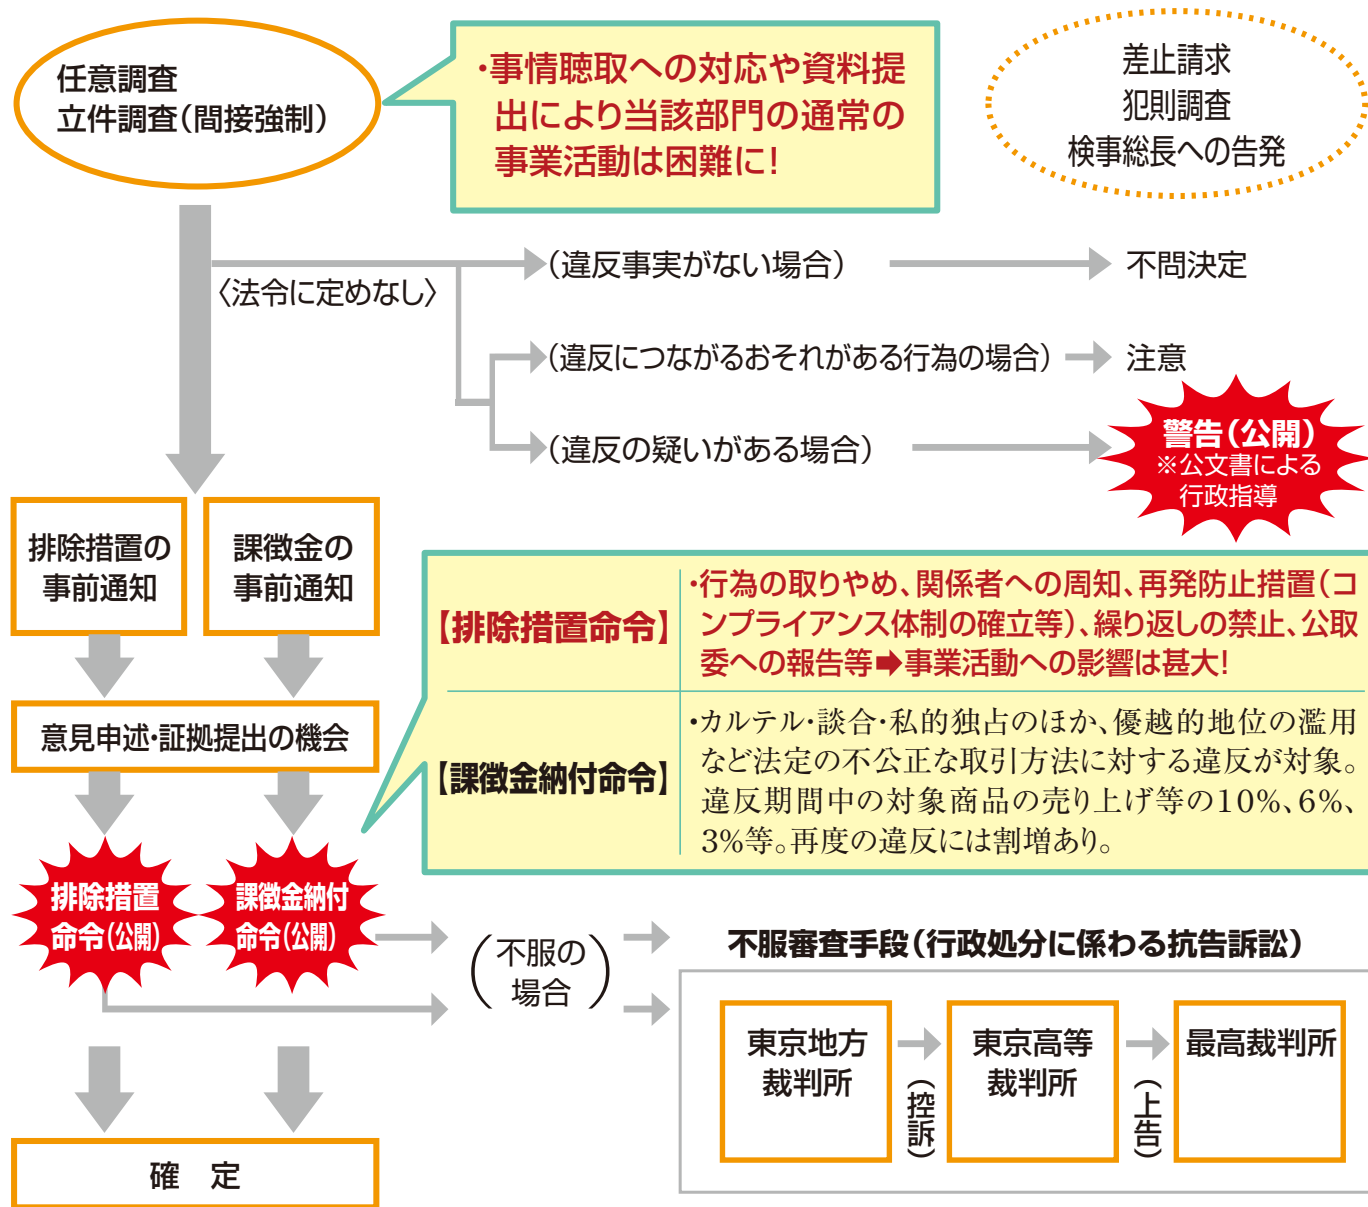 任意調査
立件調査（間接強制）
・事情聴取への対応や資料提
出により当該部門の通常の
事業活動は困難に！
差止請求
犯則調査
検事総長への告発
〈法令に定めなし〉
（違反事実がない場合）
不問決定
（違反につながるおそれがある行為の場合）
注意
（違反の疑いがある場合）
警告（公開）
※公文書による
行政指導
排除措置の
事前通知
課徴金の
事前通知
意見申述・証拠提出の機会
【排除措置命令】
・行為の取りやめ、関係者への周知、再発防止措置（コ
ンプライアンス体制の確立等）、繰り返しの禁止、公取
委への報告等➡事業活動への影響は甚大！
【課徴金納付命令】
・カルテル・談合・私的独占のほか、優越的地位の濫用
など法定の不公正な取引方法に対する違反が対象。
違反期間中の対象商品の売り上げ等の10％、6％、
3％等。再度の違反には割増あり。
排除措置
命令（公開）
課徴金納付
命令（公開）
（不服の
場合）
不服審査手段（行政処分に係わる抗告訴訟）
東京地方
裁判所
（控訴）
東京高等
裁判所
（上告）
最高裁判所
確　定